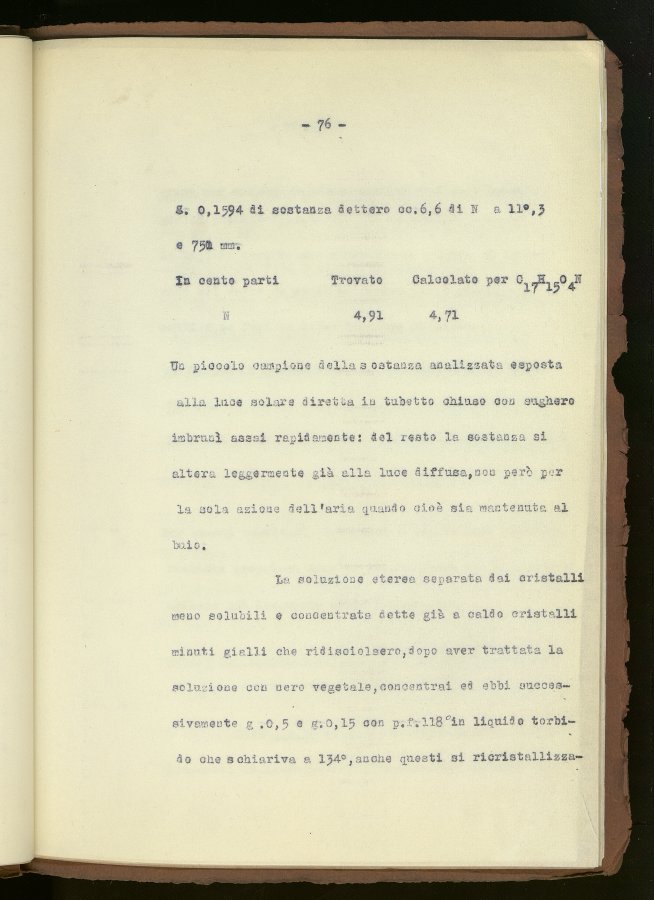 - 76 -
g. 0,1594 di sostanza dettero cc.6,6 di N a 11°,3
e 751 mm.
In cento parti Trovato Calcolato per C17H15O4N
N 4,91 4,71
Un piccolo campione della sostanza analizzata esposta
alla luce solare diretta in tubetto chiuso con sughero
imbrunì assai rapidamente: del resto la sostanza si
altera leggermente già alla luce diffusa,non però per
la sola azione dell'aria quando cioè sia mantenuta al
buio.
La soluzione eterea separata dai cristalli
meno solubili e concentrata dette già a caldo cristalli
minuti gialli che ridisciolsero,dopo aver trattata la
soluzione con nero vegetale,concentrai ed ebbi succes-
sivamente g .0,5 e g.0,15 con p.f.118° in liquido torbi-
do che schiariva a 134°,anche questi si ricristallizza-